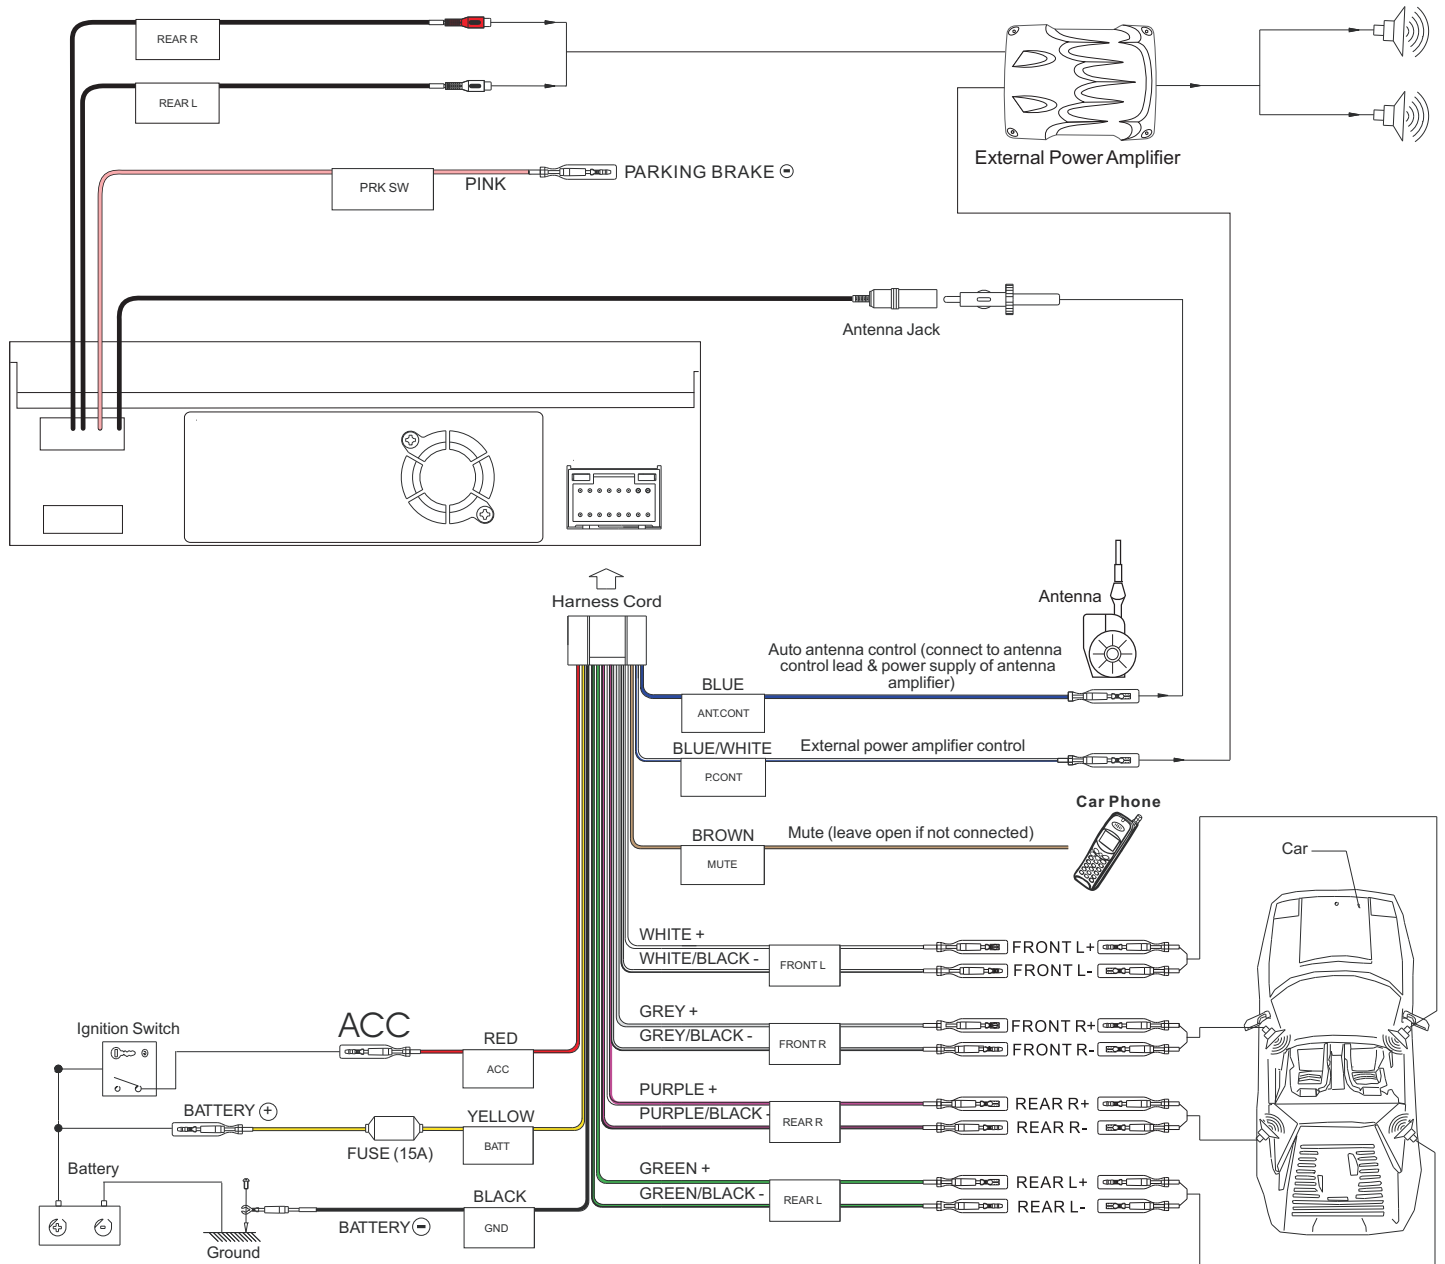 REAR R
REAR L
External Power Amplifier
PRK SW
PINK
PARKING BRAKE
Antenna Jack
Harness Cord
Antenna
Auto antenna control (connect to antenna
control lead & power supply of antenna
amplifier)
BLUE
ANT.CONT
BLUE/WHITE
External power amplifier control
P.CONT
Car Phone
BROWN
Mute (leave open if not connected)
MUTE
Car
WHITE +
FRONT L+
WHITE/BLACK -
FRONT L
FRONT L-
GREY +
FRONT R+
GREY/BLACK -
FRONT R
FRONT R-
Ignition Switch
ACC
RED
ACC
PURPLE +
REAR R+
PURPLE/BLACK -
REAR R
REAR R-
BATTERY +
YELLOW
FUSE (15A)
BATT
Battery
GREEN +
REAR L+
GREEN/BLACK -
REAR L
REAR L-
BLACK
BATTERY -
GND
Ground